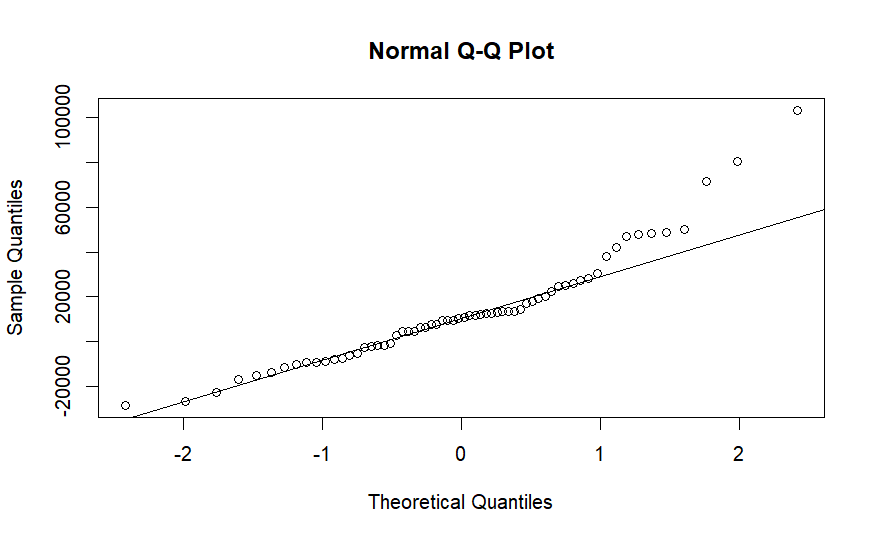 Normal Q-Q Plot
100000
60000
20000
-20000
Sample Quantiles
-2 -1 0 1 2
Theoretical Quantiles